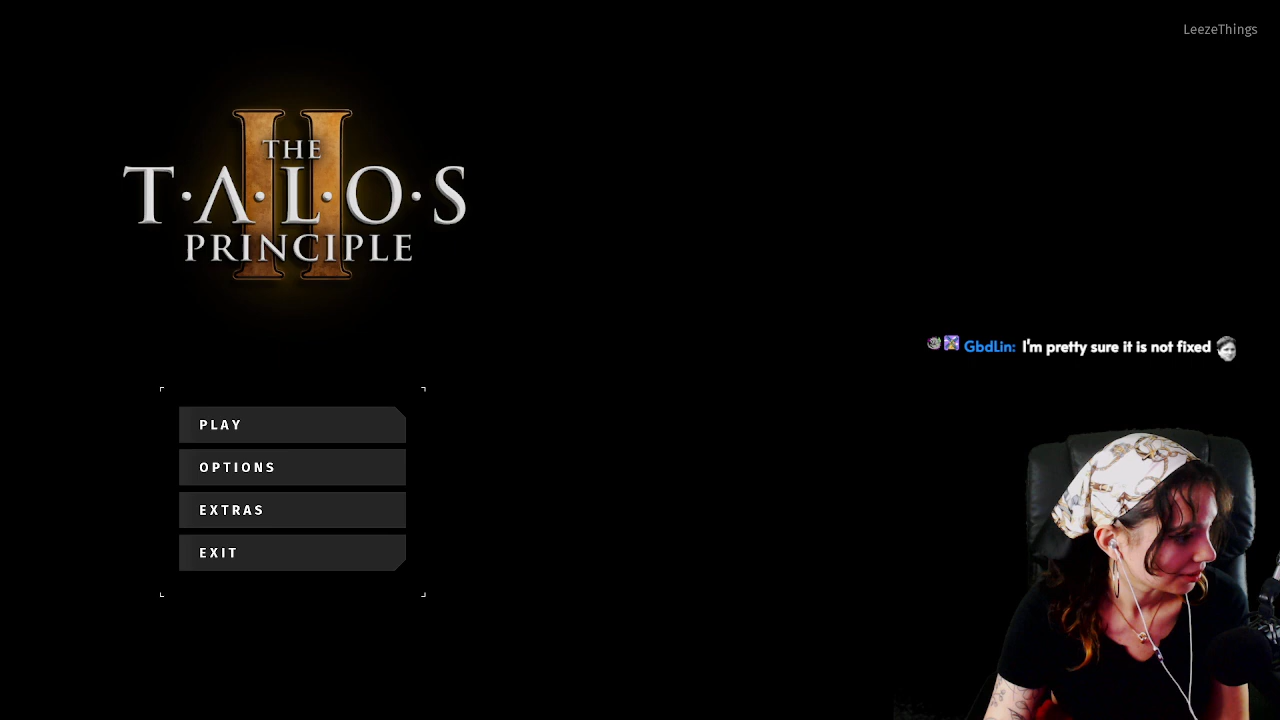 LeezeThings
II
THE
T·Λ·L·O·S
PRINCIPLE
GbdLin: I'm pretty sure it is not fixed
PLAY
OPTIONS
EXTRAS
EXIT